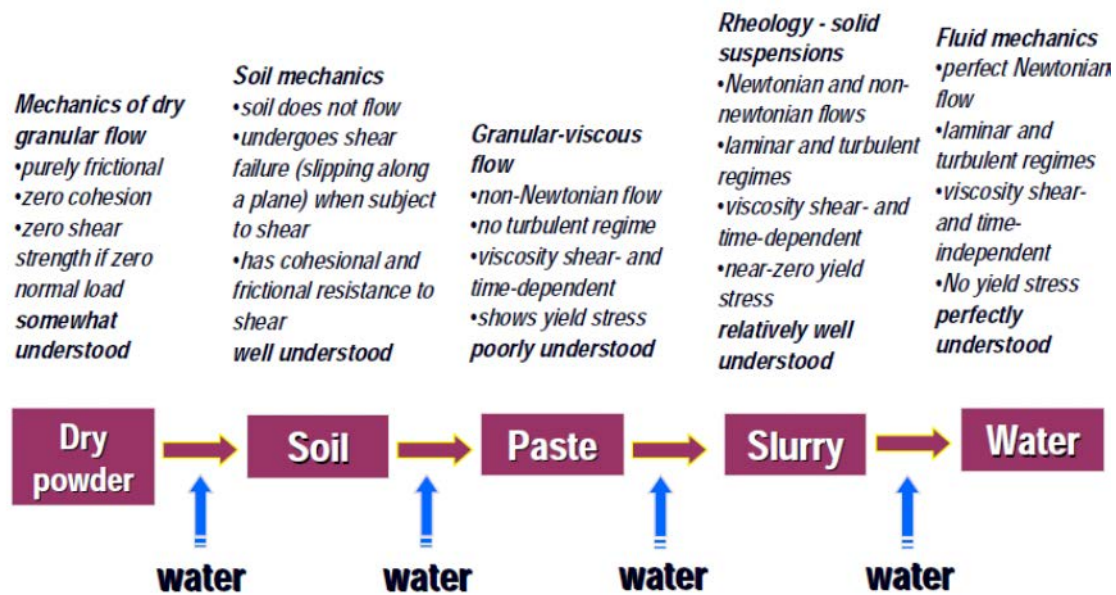 Mechanics of dry
granular flow
•purely frictional
•zero cohesion
•zero shear
strength if zero
normal load
somewhat
understood
Soil mechanics
•soil does not flow
•undergoes shear
failure (slipping along
a plane) when subject
to shear
•has cohesional and
frictional resistance to
shear
well understood
Granular-viscous
flow
•non-Newtonian flow
•no turbulent regime
•viscosity shear- and
time-dependent
•shows yield stress
poorly understood
Rheology - solid
suspensions
•Newtonian and non-
newtonian flows
•laminar and turbulent
regimes
•viscosity shear- and
time-dependent
•near-zero yield
stress
relatively well
understood
Fluid mechanics
•perfect Newtonian
flow
•laminar and
turbulent regimes
•viscosity shear-
and time-
independent
•No yield stress
perfectly
understood
Dry
powder
Soil
Paste
Slurry
Water
water
water
water
water